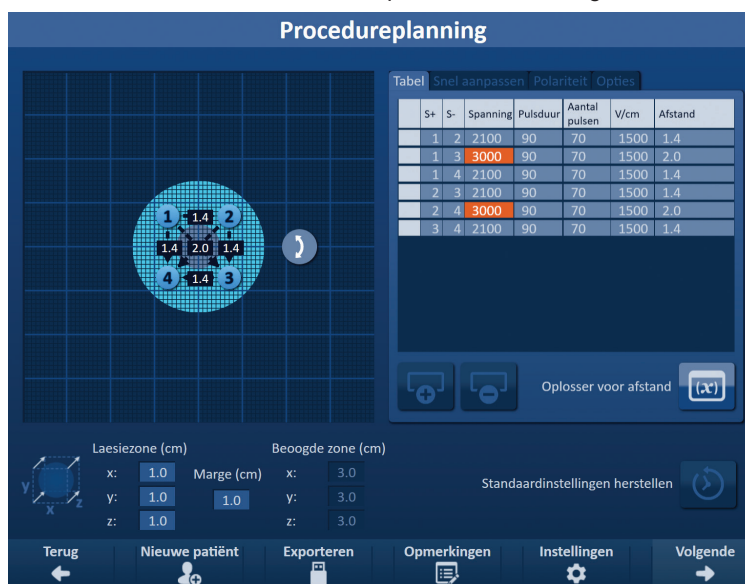 Procedureplanning
Tabel Snel aanpassen Polariteit Opties
S+ S- Spanning Pulsduur Aantal pulsen V/cm Afstand
1 2 2100 90 70 1500 1.4
1 3 3000 90 70 1500 2.0
1 4 2100 90 70 1500 1.4
2 3 2100 90 70 1500 1.4
2 4 3000 90 70 1500 2.0
3 4 2100 90 70 1500 1.4
1 1.4 2
1.4 2.0 1.4
4 1.4 3
Oplosser voor afstand (x)
Laesiezone (cm) Beoogde zone (cm)
x: 1.0 Marge (cm) x: 3.0
y: 1.0 1.0 y: 3.0
z: 1.0 z: 3.0
y x z
Standaardinstellingen herstellen
Terug Nieuwe patiënt Exporteren Opmerkingen Instellingen Volgende